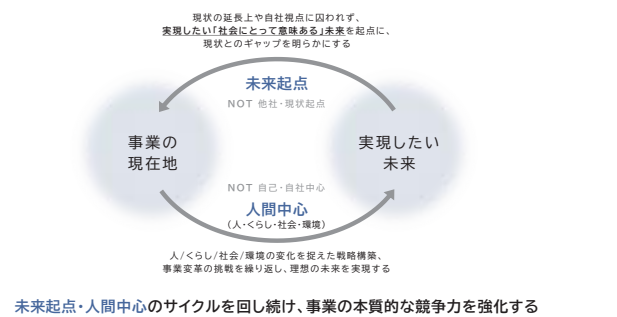 現状の延長上や自社視点に囚われず、
実現したい「社会にとって意味ある」未来を起点に、
現状とのギャップを明らかにする
未来起点
NOT 他社・現状起点
事業の
現在地
実現したい
未来
NOT 自己・自社中心
人間中心
（人・くらし・社会・環境）
人/くらし/社会/環境の変化を捉えた戦略構築、
事業変革の挑戦を繰り返し、理想の未来を実現する
未来起点・人間中心のサイクルを回し続け、事業の本質的な競争力を強化する